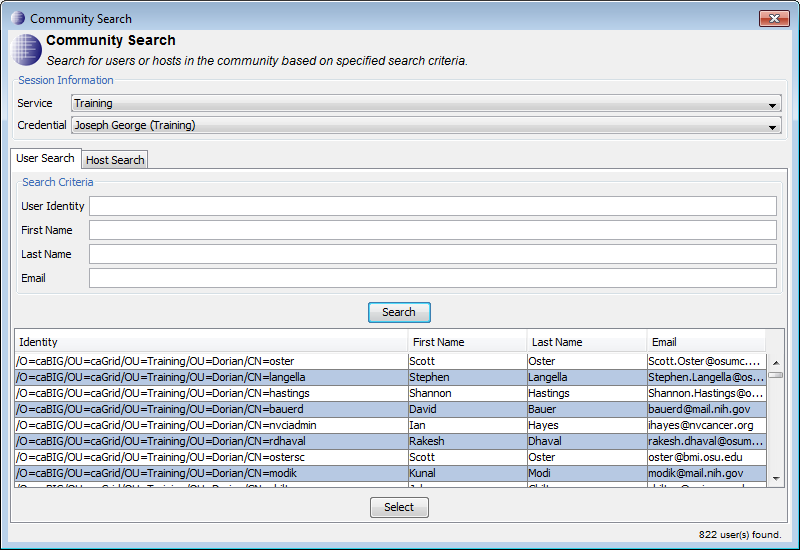 Community Search
Community Search
Search for users or hosts in the community based on specified search criteria.
Session Information
Service Training
Credential Joseph George (Training)
User Search Host Search
Search Criteria
User Identity
First Name
Last Name
Email
Search
Identity First Name Last Name Email
/O=caBIG/OU=caGrid/OU=Training/OU=Dorian/CN=oster Scott Oster Scott.Oster@osumc....
/O=caBIG/OU=caGrid/OU=Training/OU=Dorian/CN=langella Stephen Langella Stephen.Langella@os...
/O=caBIG/OU=caGrid/OU=Training/OU=Dorian/CN=hastings Shannon Hastings Shannon.Hastings@o...
/O=caBIG/OU=caGrid/OU=Training/OU=Dorian/CN=bauerd David Bauer bauerd@mail.nih.gov
/O=caBIG/OU=caGrid/OU=Training/OU=Dorian/CN=nvciadmin Ian Hayes ihayes@nvcancer.org
/O=caBIG/OU=caGrid/OU=Training/OU=Dorian/CN=rdhaval Rakesh Dhaval rakesh.dhaval@osum...
/O=caBIG/OU=caGrid/OU=Training/OU=Dorian/CN=ostersc Scott Oster oster@bmi.osu.edu
/O=caBIG/OU=caGrid/OU=Training/OU=Dorian/CN=modik Kunal Modi modik@mail.nih.gov
Select
822 user(s) found.